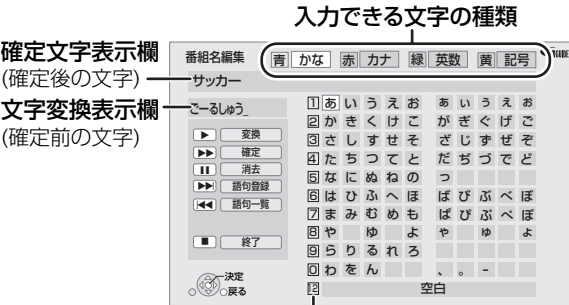 入力できる文字の種類
確定文字表示欄
(確定後の文字)
文字変換表示欄
(確定前の文字)
番組名編集 青 かな 赤 カナ 緑 英数 黄 記号
サッカー
ごーるしゅう_
変換
確定
消去
語句登録
語句一覧
終了
決定
戻る
1 あ い う え お ぁ ぃ ぅ ぇ ぉ
2 か き く け こ が ぎ ぐ げ ご
3 さ し す せ そ ざ じ ず ぜ ぞ
4 た ち つ て と だ ぢ づ で ど
5 な に ぬ ね の っ
6 は ひ ふ へ ほ ば び ぶ べ ぼ
7 ま み む め も ぱ ぴ ぷ ぺ ぽ
8 や ゆ よ ゃ ゅ ょ
9 ら り る れ ろ
0 わ を ん 、 。 -
12 空白